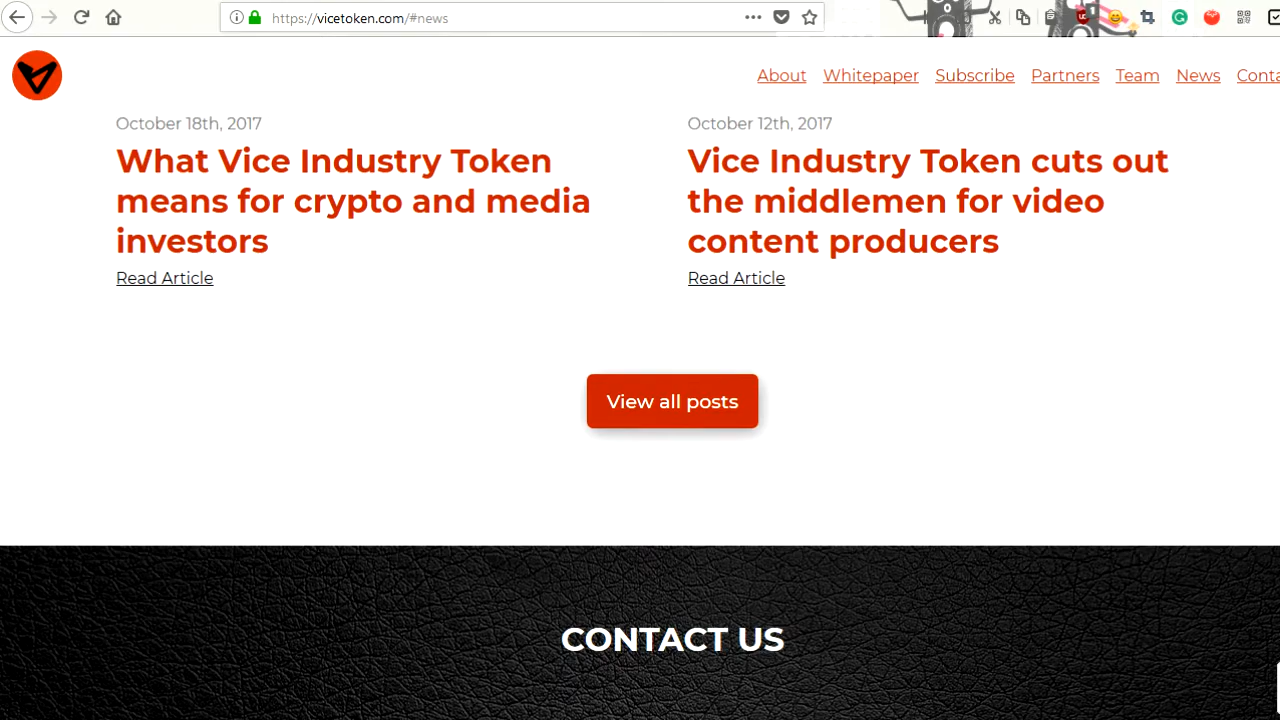 https://vicetoken.com/#news
About Whitepaper Subscribe Partners Team News Conta
October 18th, 2017
What Vice Industry Token
means for crypto and media
investors
Read Article
October 12th, 2017
Vice Industry Token cuts out
the middlemen for video
content producers
Read Article
View all posts
CONTACT US